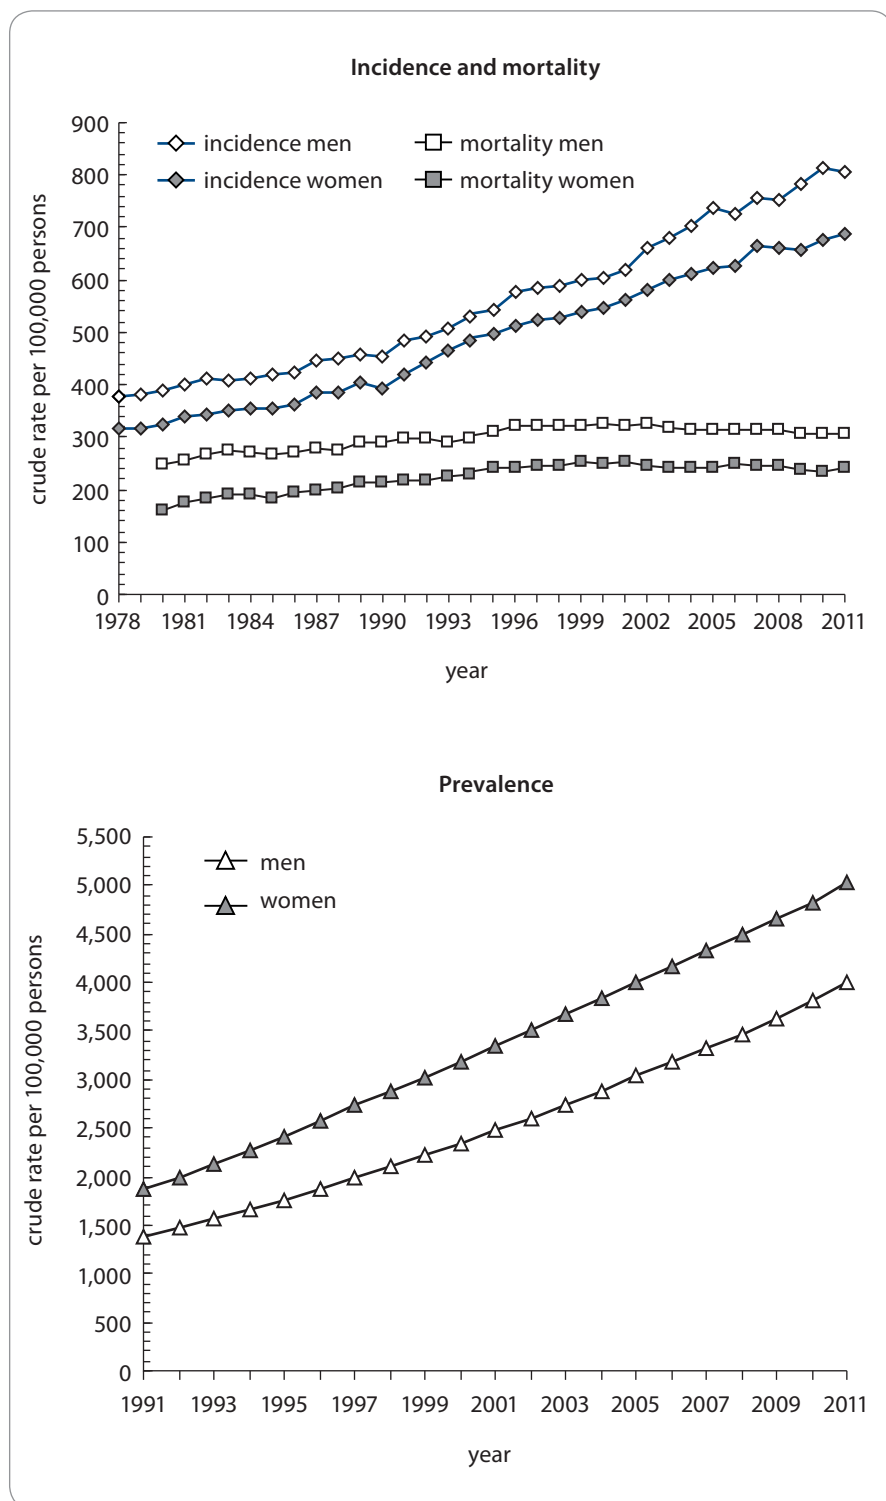 Incidence and mortality
900
800
700
600
500
400
300
200
100
0
crude rate per 100,000 persons
incidence men
mortality men
incidence women
mortality women
1978 1981 1984 1987 1990 1993 1996 1999 2002 2005 2008 2011
year
Prevalence
5,500
5,000
4,500
4,000
3,500
3,000
2,500
2,000
1,500
1,000
500
0
crude rate per 100,000 persons
men
women
1991 1993 1995 1997 1999 2001 2003 2005 2007 2009 2011
year